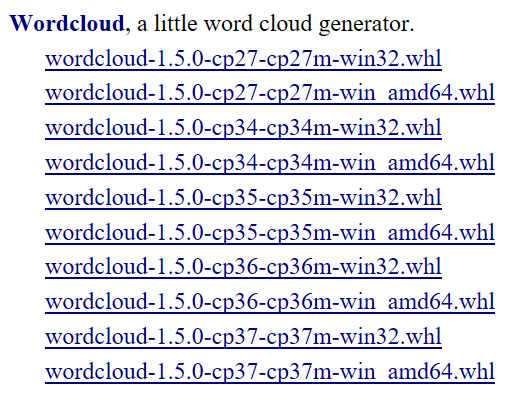 Wordcloud, a little word cloud generator.
wordcloud-1.5.0-cp27-cp27m-win32.whl
wordcloud-1.5.0-cp27-cp27m-win_amd64.whl
wordcloud-1.5.0-cp34-cp34m-win32.whl
wordcloud-1.5.0-cp34-cp34m-win_amd64.whl
wordcloud-1.5.0-cp35-cp35m-win32.whl
wordcloud-1.5.0-cp35-cp35m-win_amd64.whl
wordcloud-1.5.0-cp36-cp36m-win32.whl
wordcloud-1.5.0-cp36-cp36m-win_amd64.whl
wordcloud-1.5.0-cp37-cp37m-win32.whl
wordcloud-1.5.0-cp37-cp37m-win_amd64.whl